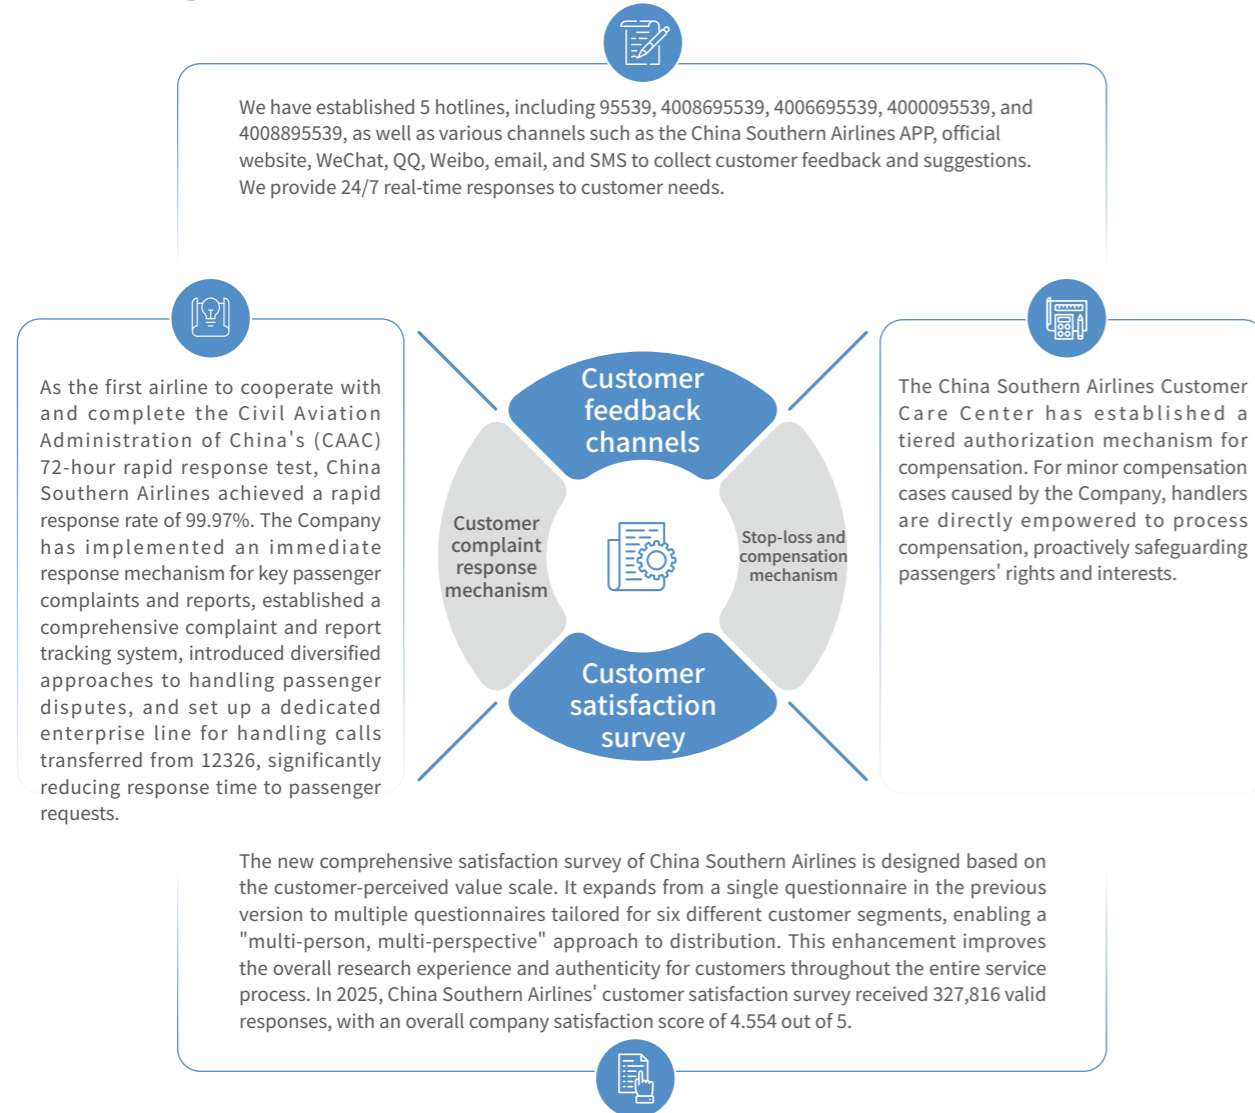 We have established 5 hotlines, including 95539, 4008695539, 4006695539, 4000095539, and
4008895539, as well as various channels such as the China Southern Airlines APP, official
website, WeChat, QQ, Weibo, email, and SMS to collect customer feedback and suggestions.
We provide 24/7 real-time responses to customer needs.
As the first airline to cooperate with
and complete the Civil Aviation
Administration of China's (CAAC)
72-hour rapid response test, China
Southern Airlines achieved a rapid
response rate of 99.97%. The Company
has implemented an immediate
response mechanism for key passenger
complaints and reports, established a
comprehensive complaint and report
tracking system, introduced diversified
approaches to handling passenger
disputes, and set up a dedicated
enterprise line for handling calls
transferred from 12326, significantly
reducing response time to passenger
requests.
Customer
feedback
channels
Customer
complaint
response
mechanism
Stop-loss and
compensation
mechanism
Customer
satisfaction
survey
The China Southern Airlines Customer
Care Center has established a
tiered authorization mechanism for
compensation. For minor compensation
cases caused by the Company, handlers
are directly empowered to process
compensation, proactively safeguarding
passengers' rights and interests.
The new comprehensive satisfaction survey of China Southern Airlines is designed based on
the customer-perceived value scale. It expands from a single questionnaire in the previous
version to multiple questionnaires tailored for six different customer segments, enabling a
"multi-person, multi-perspective" approach to distribution. This enhancement improves
the overall research experience and authenticity for customers throughout the entire service
process. In 2025, China Southern Airlines' customer satisfaction survey received 327,816 valid
responses, with an overall company satisfaction score of 4.554 out of 5.